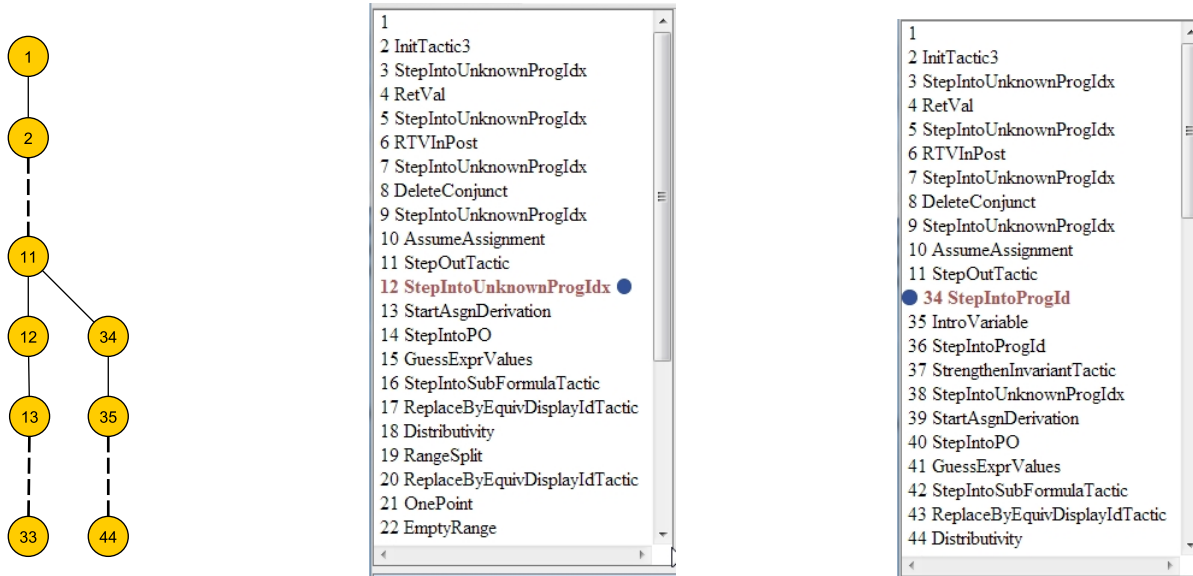 1
2
11
12
34
13
35
33
44
1
2 InitTactic3
3 StepIntoUnknownProgIdx
4 RetVal
5 StepIntoUnknownProgIdx
6 RTVInPost
7 StepIntoUnknownProgIdx
8 DeleteConjunct
9 StepIntoUnknownProgIdx
10 AssumeAssignment
11 StepOutTactic
12 StepIntoUnknownProgIdx
13 StartAsgnDerivation
14 StepIntoPO
15 GuessExprValues
16 StepIntoSubFormulaTactic
17 ReplaceByEquivDisplayIdTactic
18 Distributivity
19 RangeSplit
20 ReplaceByEquivDisplayIdTactic
21 OnePoint
22 EmptyRange
1
2 InitTactic3
3 StepIntoUnknownProgIdx
4 RetVal
5 StepIntoUnknownProgIdx
6 RTVInPost
7 StepIntoUnknownProgIdx
8 DeleteConjunct
9 StepIntoUnknownProgIdx
10 AssumeAssignment
11 StepOutTactic
34 StepIntoProgId
35 IntroVariable
36 StepIntoProgId
37 StrengthenInvariantTactic
38 StepIntoUnknownProgIdx
39 StartAsgnDerivation
40 StepIntoPO
41 GuessExprValues
42 StepIntoSubFormulaTactic
43 ReplaceByEquivDisplayIdTactic
44 Distributivity